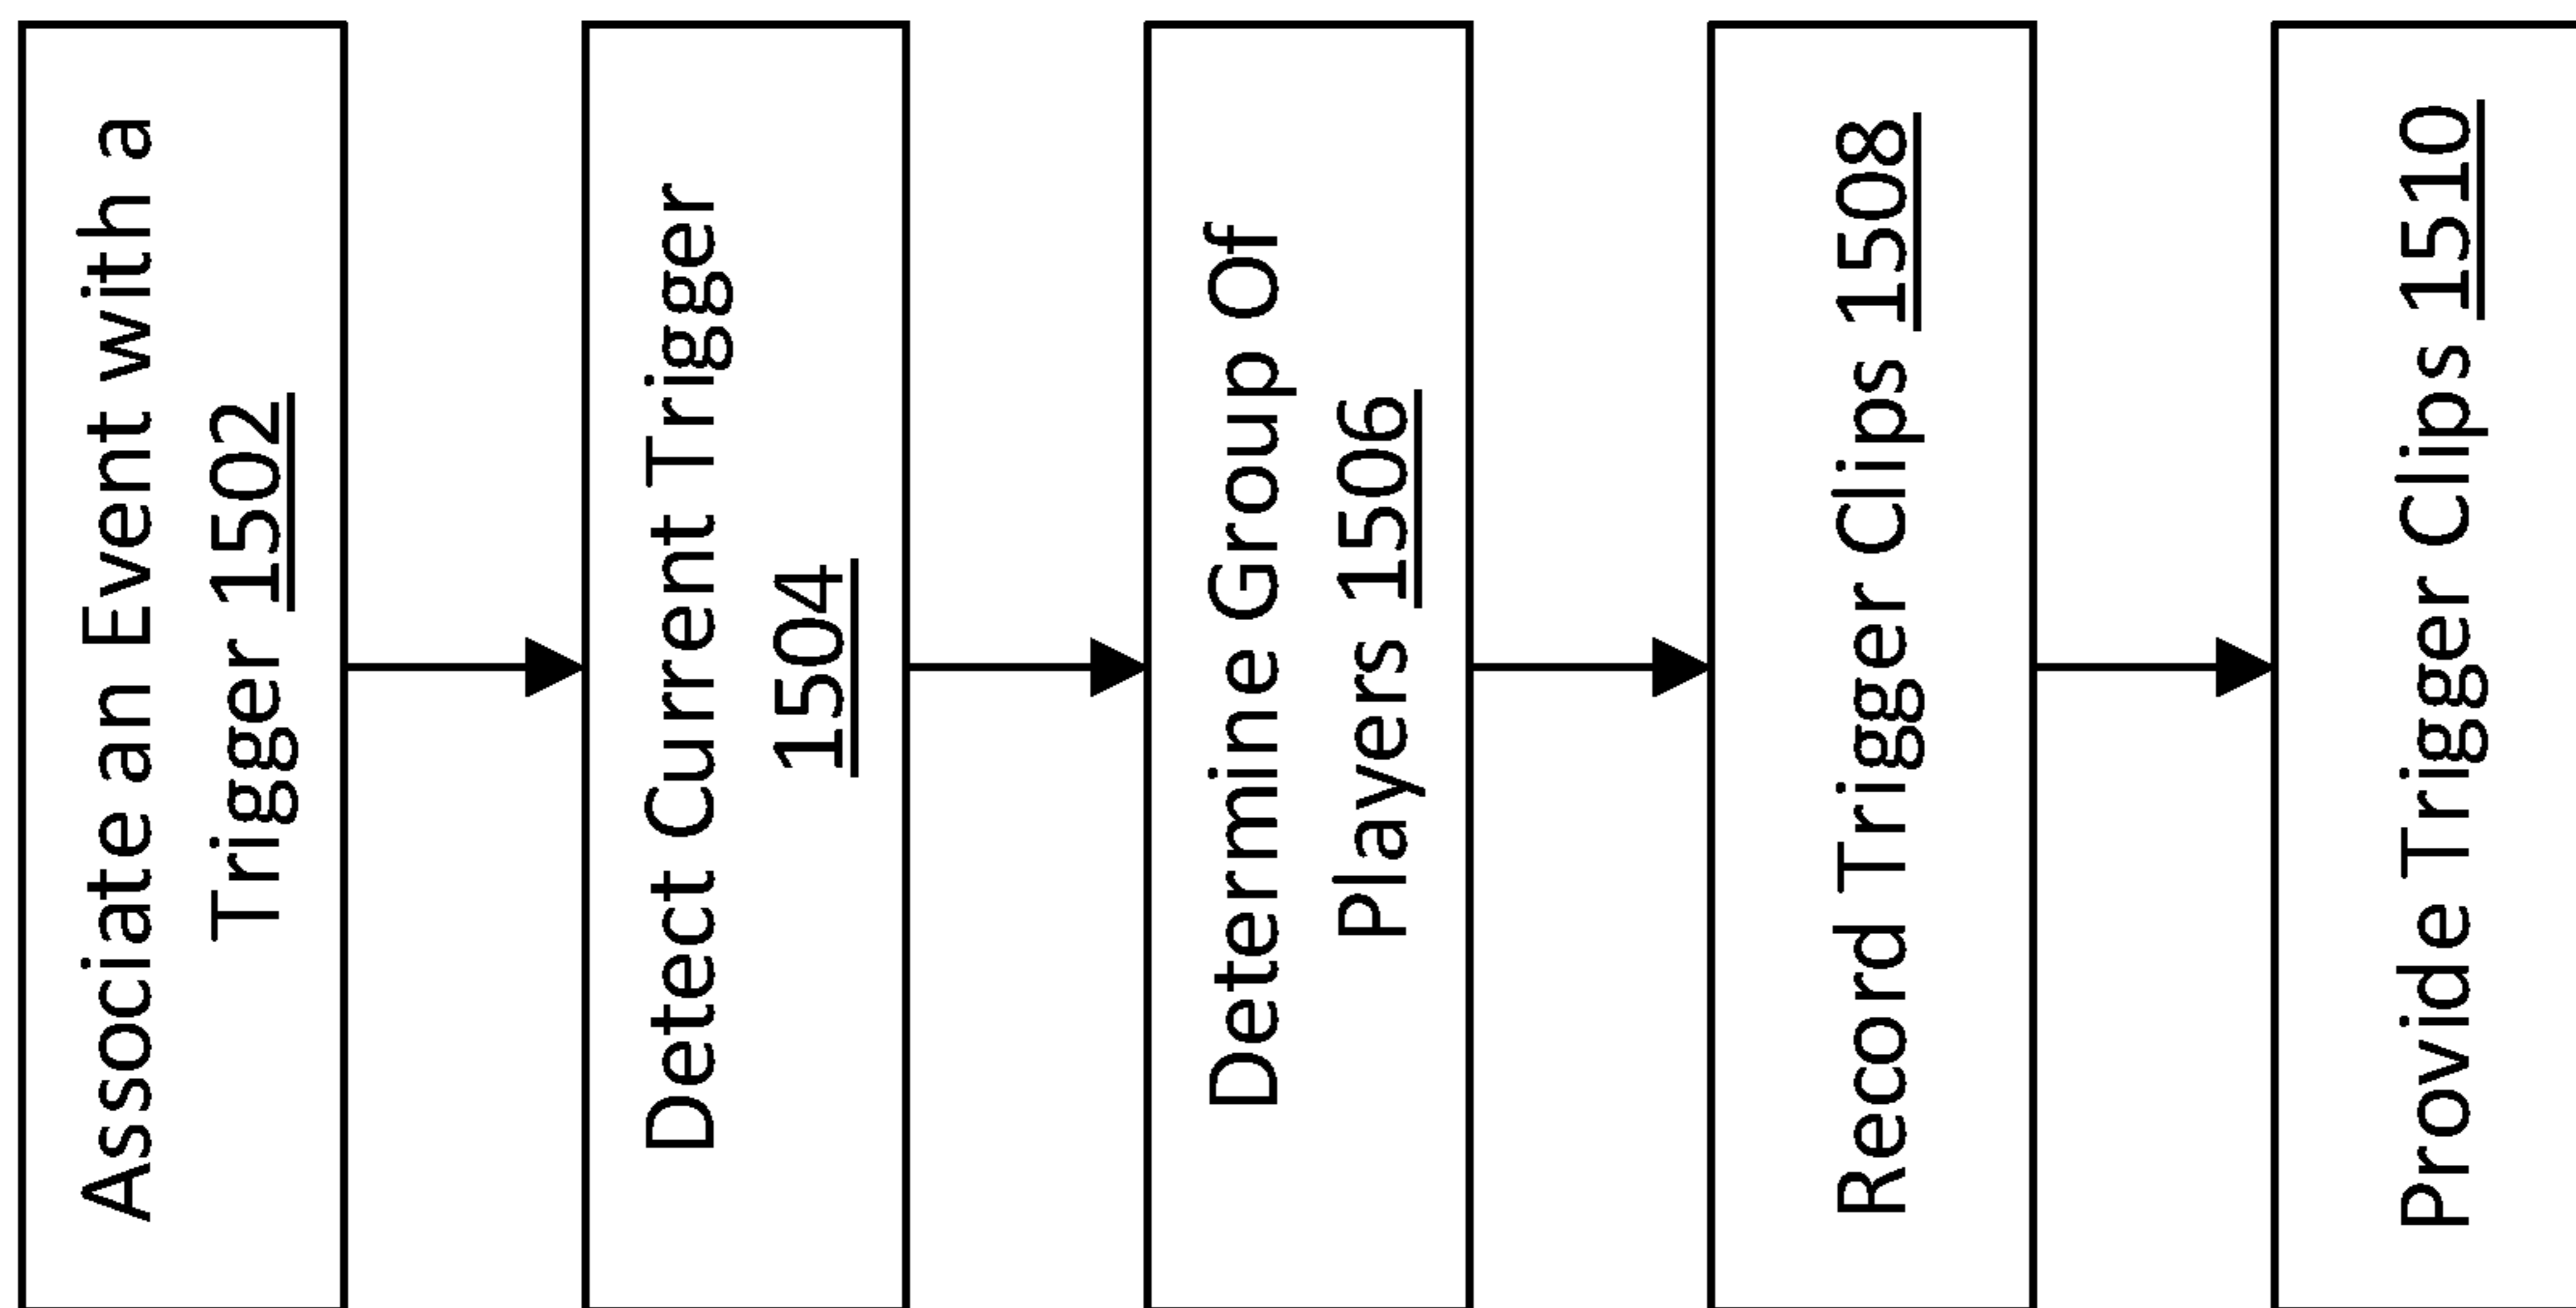 Associate an Event with a
Trigger 1502
Detect Current Trigger
1504
Determine Group Of
Players 1506
Record Trigger Clips 1508
Provide Trigger Clips 1510